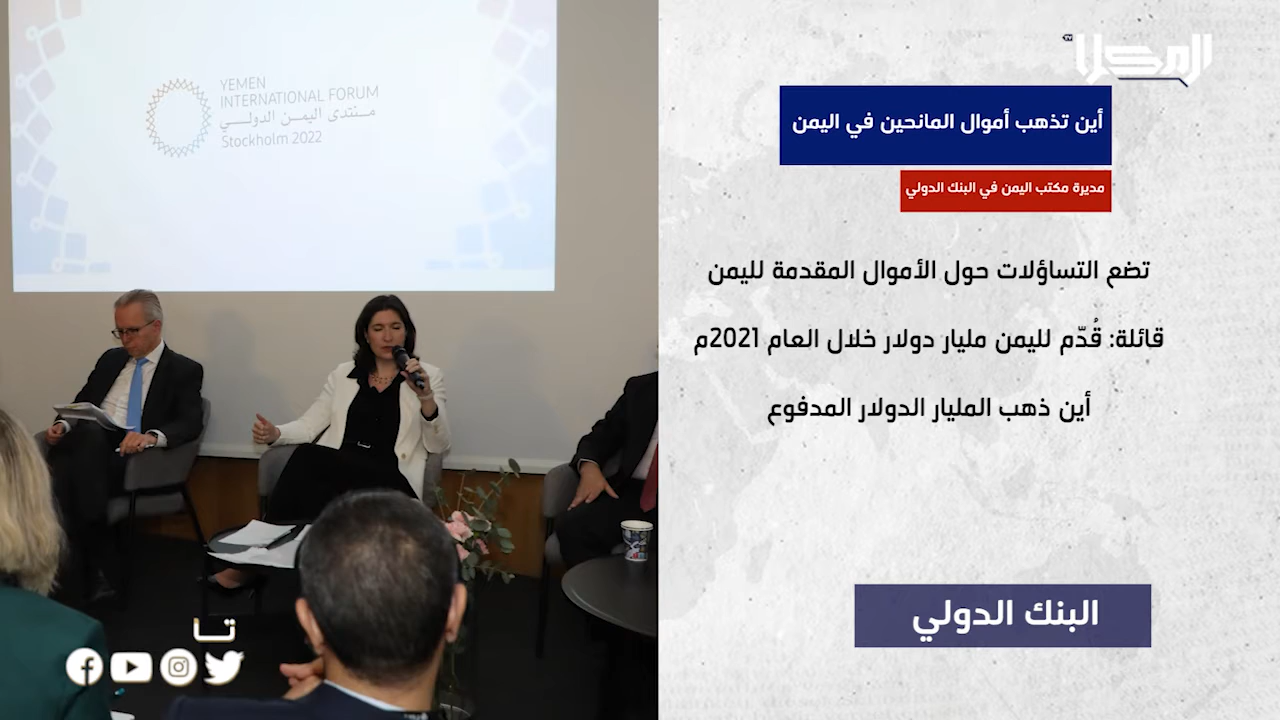 YEMEN
INTERNATIONAL FORUM
منتدى اليمن الدولي
Stockholm 2022
المكلا TV
أين تذهب أموال المانحين في اليمن
مديرة مكتب اليمن في البنك الدولي
تضع التساؤلات حول الأموال المقدمة لليمن
قائلة: قُدّم لليمن مليار دولار خلال العام 2021م
أين ذهب المليار الدولار المدفوع
البنك الدولي
تا